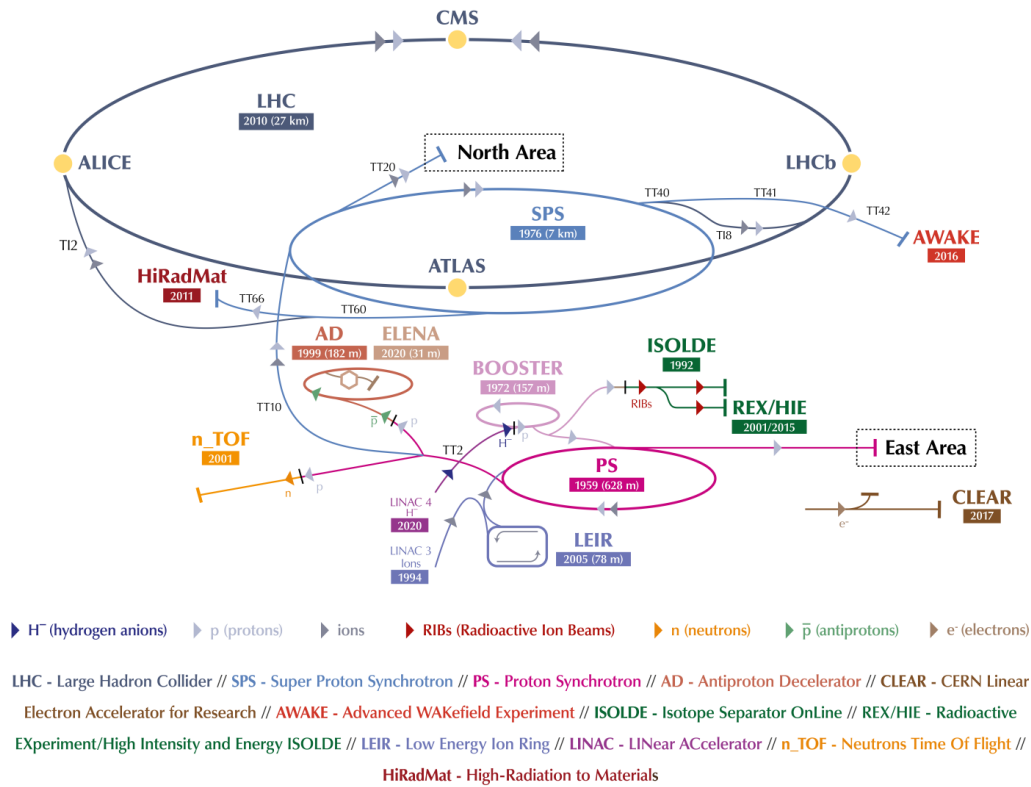 CMS
LHC
2010 (27 km)
North Area
ALICE
LHCb
TT20
TT40
TT41
SPS
1976 (7 km)
TT42
TI8
TI2
AWAKE
2016
ATLAS
HiRadMat
2011
TT66
TT60
AD
1999 (182 m)
ELENA
2020 (31 m)
ISOLDE
1992
BOOSTER
1972 (157 m)
RIBs
REX/HIE
2001/2015
TT10
p̅
p
H⁻
p
n_TOF
2001
TT2
East Area
PS
1959 (628 m)
n
p
LINAC 4
H⁻
2020
CLEAR
2017
e⁻
LEIR
2005 (78 m)
LINAC 3
Ions
1994
H⁻ (hydrogen anions) p (protons) ions RIBs (Radioactive Ion Beams) n (neutrons) p̅ (antiprotons) e⁻ (electrons)
LHC - Large Hadron Collider // SPS - Super Proton Synchrotron // PS - Proton Synchrotron // AD - Antiproton Decelerator // CLEAR - CERN Linear
Electron Accelerator for Research // AWAKE - Advanced WAKefield Experiment // ISOLDE - Isotope Separator OnLine // REX/HIE - Radioactive
EXperiment/High Intensity and Energy ISOLDE // LEIR - Low Energy Ion Ring // LINAC - LINear ACcelerator // n_TOF - Neutrons Time Of Flight //
HiRadMat - High-Radiation to Materials